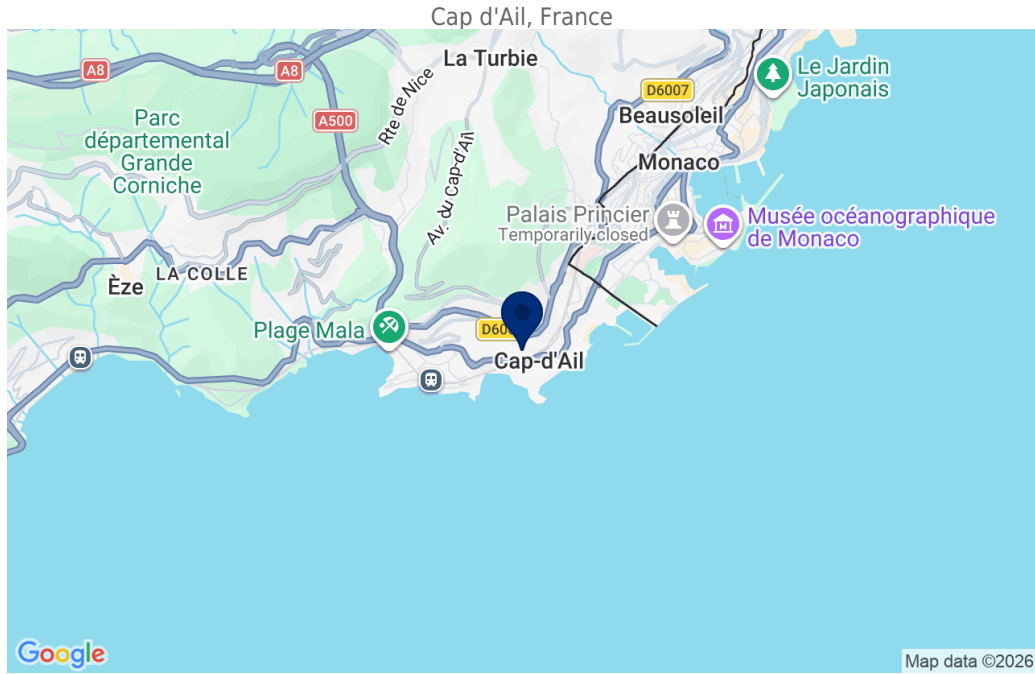 Cap d'Ail, France
La Turbie
A8
A8
D6007
Le Jardin
Japonais
A500
Rte de Nice
Beausoleil
Parc
départemental
Grande
Corniche
Av. du Cap-d'Ail
Monaco
Palais Princier
Temporarily closed
Musée océanographique
de Monaco
LA COLLE
Èze
Plage Mala
Cap-d'Ail
Google
Map data ©2026